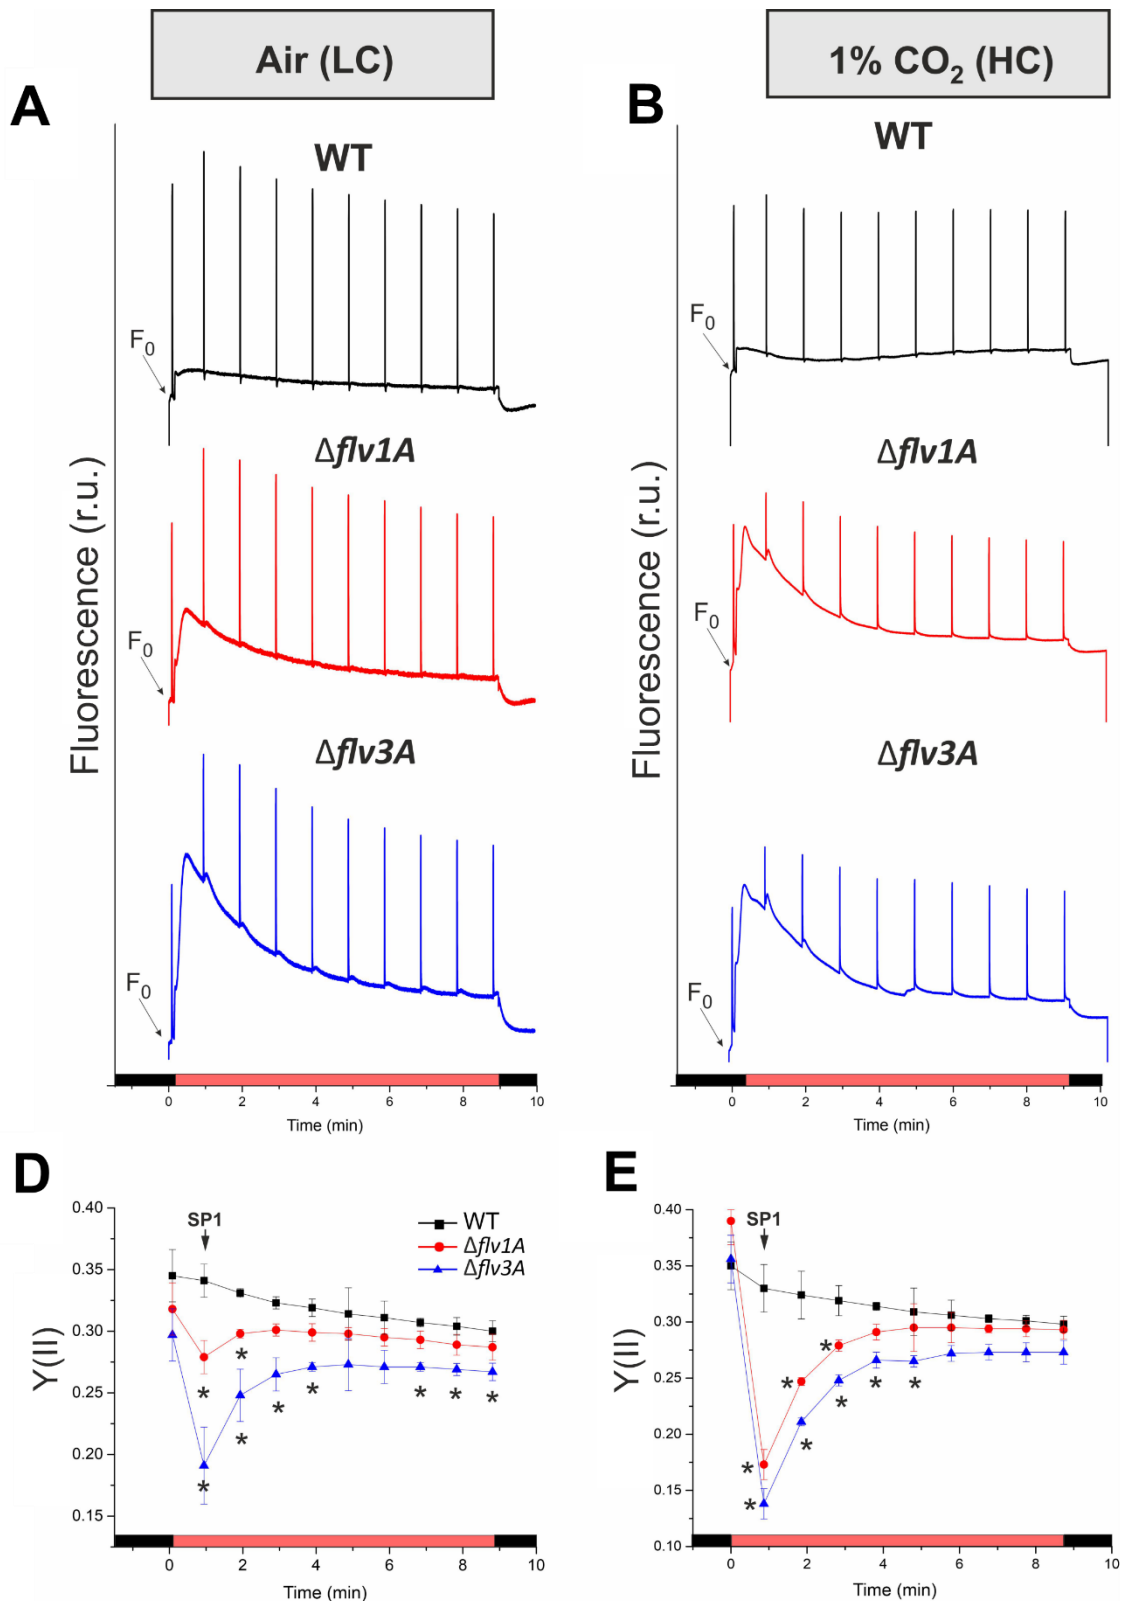 Air (LC)
1% CO₂ (HC)
A
B
WT
WT
F₀
F₀
Δflv1A
Δflv1A
F₀
F₀
Δflv3A
Δflv3A
F₀
F₀
Fluorescence (r.u.)
Fluorescence (r.u.)
0 2 4 6 8 10
Time (min)
0 2 4 6 8 10
Time (min)
D
0.40
0.35
0.30
0.25
0.20
0.15
Y(II)
SP1
WT
Δflv1A
Δflv3A
* * * * * * * * *
0 2 4 6 8 10
Time (min)
E
0.40
0.35
0.30
0.25
0.20
0.15
0.10
Y(II)
SP1
* * * * * * * *
0 2 4 6 8 10
Time (min)